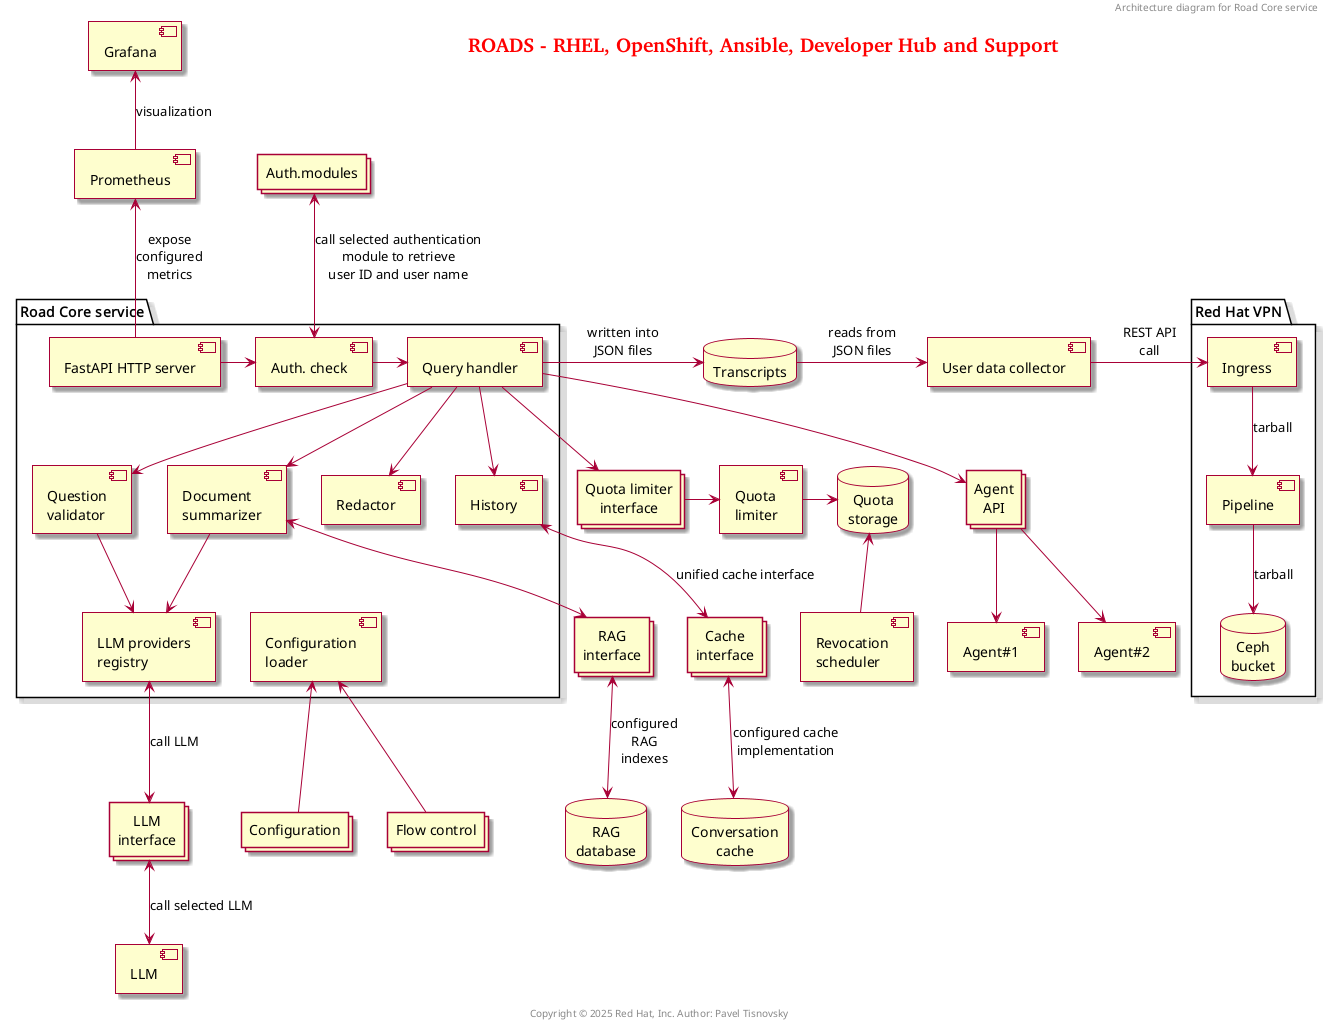 Architecture diagram for Road Core service
ROADS - RHEL, OpenShift, Ansible, Developer Hub and Support
Grafana
visualization
Prometheus
Auth.modules
expose
configured
metrics
call selected authentication
module to retrieve
user ID and user name
Road Core service
FastAPI HTTP server
Auth. check
Query handler
written into
JSON files
Transcripts
reads from
JSON files
User data collector
REST API
call
Red Hat VPN
Ingress
tarball
Question
validator
Document
summarizer
Redactor
History
Quota limiter
interface
Quota
limiter
Quota
storage
Agent
API
Pipeline
unified cache interface
tarball
LLM providers
registry
Configuration
loader
RAG
interface
Cache
interface
Revocation
scheduler
Agent#1
Agent#2
Ceph
bucket
call LLM
configured
RAG
indexes
configured cache
implementation
LLM
interface
Configuration
Flow control
RAG
database
Conversation
cache
call selected LLM
LLM
Copyright © 2025 Red Hat, Inc. Author: Pavel Tisnovsky